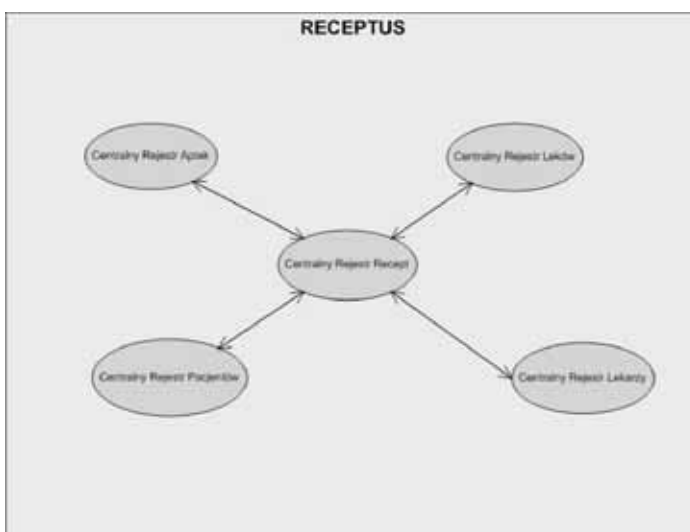 RECEPTUS
Centralny Rejestr Aptek
Centralny Rejestr Leków
Centralny Rejestr Recept
Centralny Rejestr Pacjentów
Centralny Rejestr Lekarzy